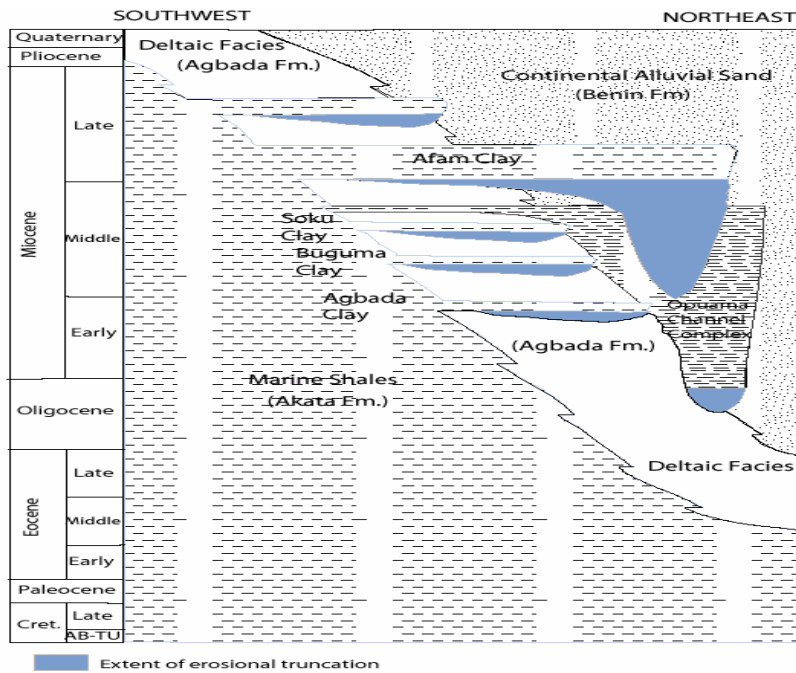 SOUTHWEST
NORTHEAST
Quaternary
Pliocene
Miocene
Late
Middle
Early
Oligocene
Eocene
Late
Middle
Early
Paleocene
Cret.
Late
AB-TU
Deltaic Facies
(Agbada Fm.)
Continental Alluvial Sand
(Benin Fm)
Afam Clay
Soku
Clay
Buguma
Clay
Agbada
Clay
Opuama
Channel
Complex
(Agbada Fm.)
Marine Shales
(Akata Fm.)
Deltaic Facies
Extent of erosional truncation